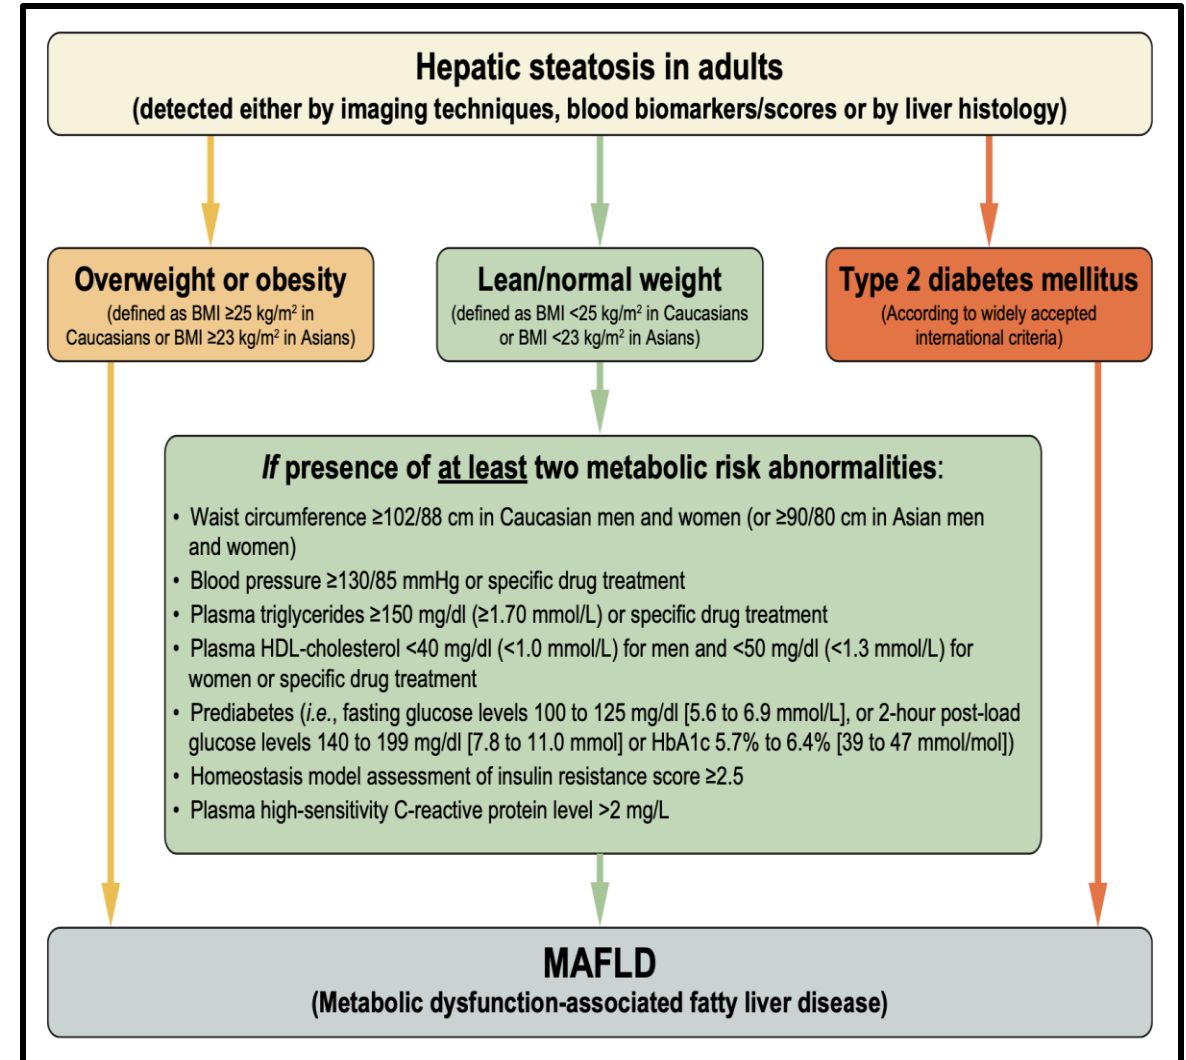 Hepatic steatosis in adults
(detected either by imaging techniques, blood biomarkers/scores or by liver histology)
Overweight or obesity
(defined as BMI ≥25 kg/m² in
Caucasians or BMI ≥23 kg/m² in Asians)
Lean/normal weight
(defined as BMI <25 kg/m² in Caucasians
or BMI <23 kg/m² in Asians)
Type 2 diabetes mellitus
(According to widely accepted
international criteria)
If presence of at least two metabolic risk abnormalities:
• Waist circumference ≥102/88 cm in Caucasian men and women (or ≥90/80 cm in Asian men
and women)
• Blood pressure ≥130/85 mmHg or specific drug treatment
• Plasma triglycerides ≥150 mg/dl (≥1.70 mmol/L) or specific drug treatment
• Plasma HDL-cholesterol <40 mg/dl (<1.0 mmol/L) for men and <50 mg/dl (<1.3 mmol/L) for
women or specific drug treatment
• Prediabetes (i.e., fasting glucose levels 100 to 125 mg/dl [5.6 to 6.9 mmol/L], or 2-hour post-load
glucose levels 140 to 199 mg/dl [7.8 to 11.0 mmol] or HbA1c 5.7% to 6.4% [39 to 47 mmol/mol])
• Homeostasis model assessment of insulin resistance score ≥2.5
• Plasma high-sensitivity C-reactive protein level >2 mg/L
MAFLD
(Metabolic dysfunction-associated fatty liver disease)